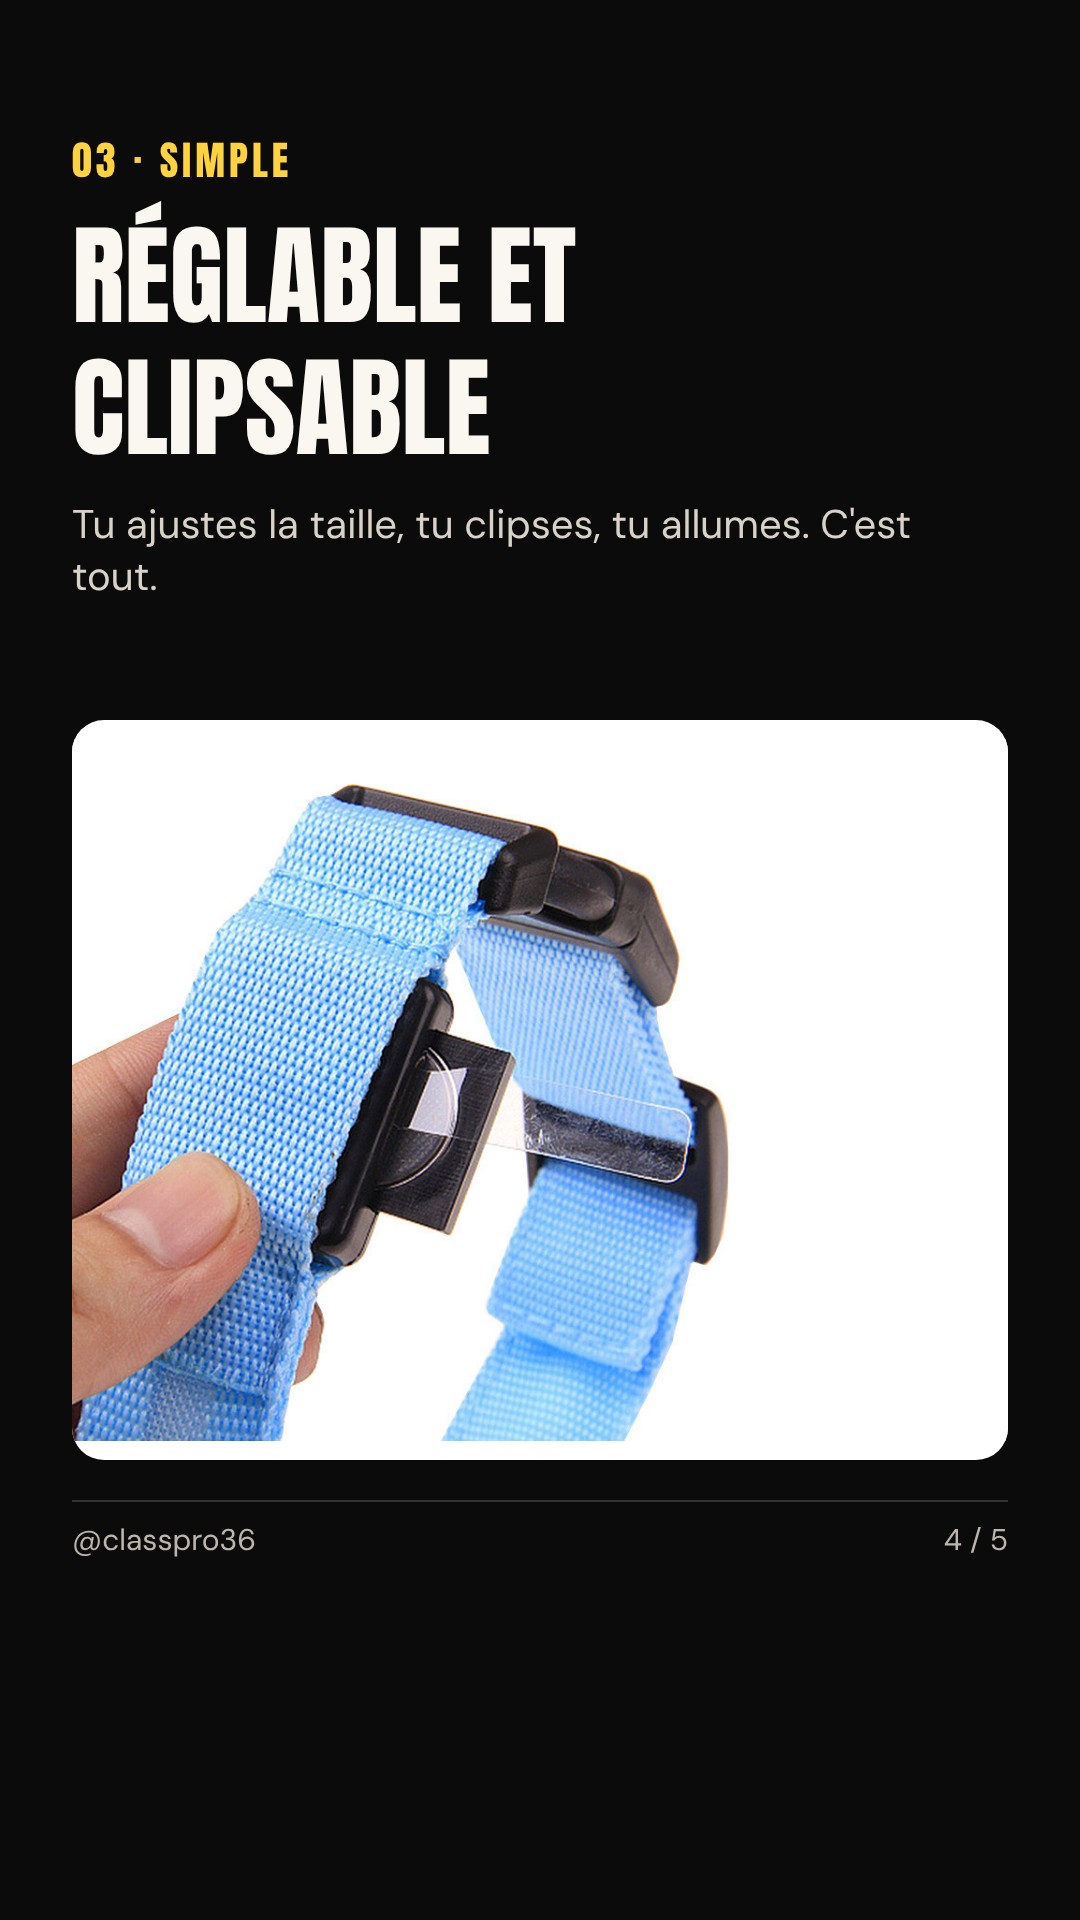 03 · SIMPLE
RÉGLABLE ET
CLIPSABLE
Tu ajustes la taille, tu clipses, tu allumes. C'est
tout.
@classpro36
4 / 5